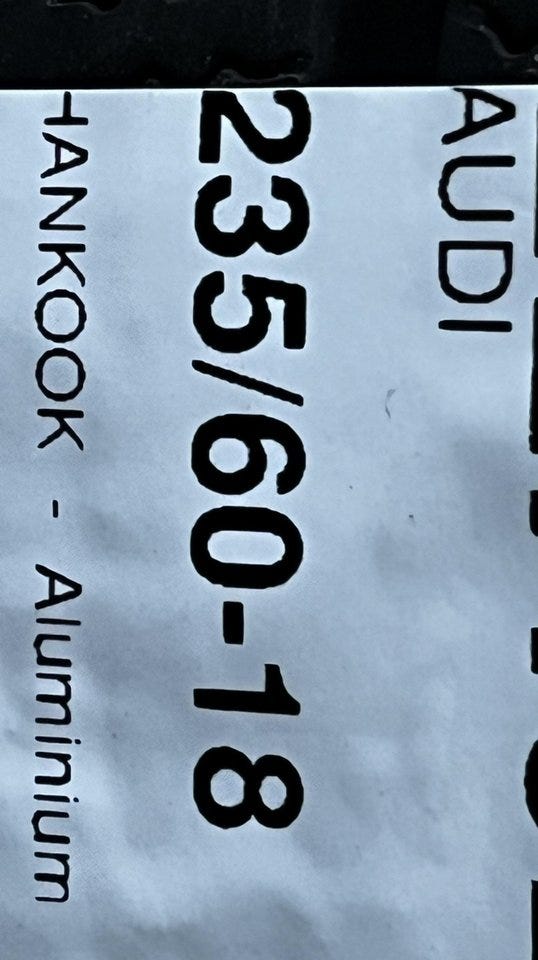 AUDI
235/60-18
HANKOOK - Aluminium